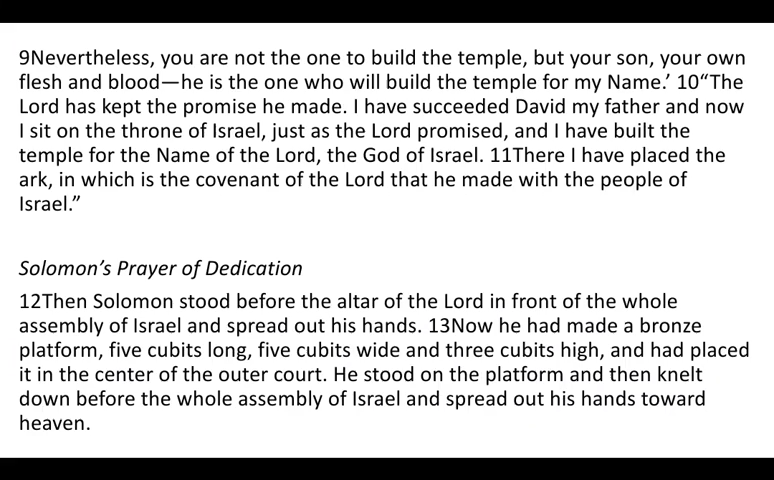 9Nevertheless, you are not the one to build the temple, but your son, your own
flesh and blood—he is the one who will build the temple for my Name.’ 10“The
Lord has kept the promise he made. I have succeeded David my father and now
I sit on the throne of Israel, just as the Lord promised, and I have built the
temple for the Name of the Lord, the God of Israel. 11There I have placed the
ark, in which is the covenant of the Lord that he made with the people of
Israel.”
Solomon’s Prayer of Dedication
12Then Solomon stood before the altar of the Lord in front of the whole
assembly of Israel and spread out his hands. 13Now he had made a bronze
platform, five cubits long, five cubits wide and three cubits high, and had placed
it in the center of the outer court. He stood on the platform and then knelt
down before the whole assembly of Israel and spread out his hands toward
heaven.